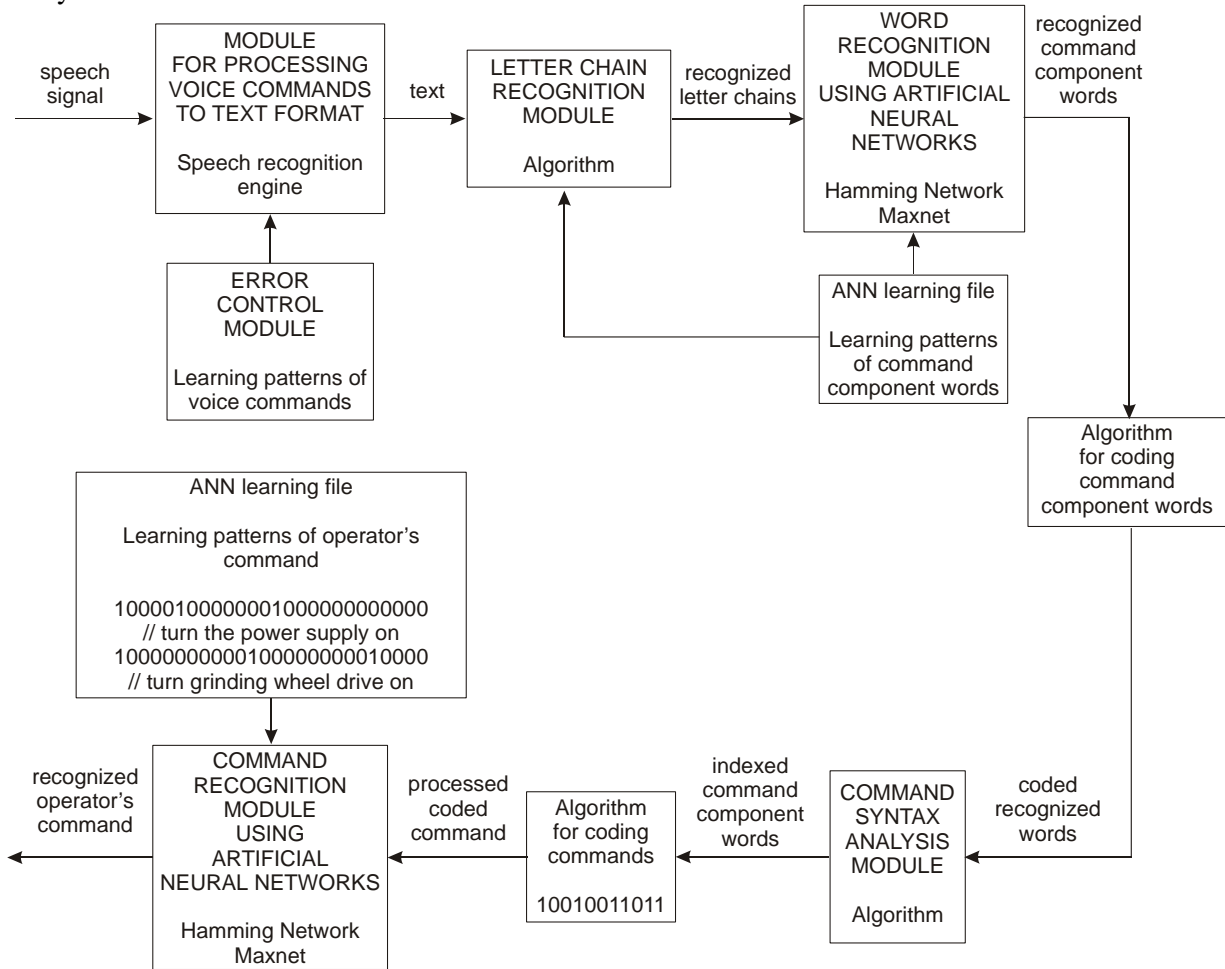 speech
signal
MODULE
FOR PROCESSING
VOICE COMMANDS
TO TEXT FORMAT
Speech recognition
engine
text
LETTER CHAIN
RECOGNITION
MODULE
Algorithm
recognized
letter chains
WORD
RECOGNITION
MODULE
USING ARTIFICIAL
NEURAL
NETWORKS
Hamming Network
Maxnet
recognized
command
component
words
ERROR
CONTROL
MODULE
Learning patterns of
voice commands
ANN learning file
Learning patterns
of command
component words
Algorithm
for coding
command
component words
ANN learning file
Learning patterns of operator's
command
10000100000001000000000000
// turn the power supply on
10000000000100000000010000
// turn grinding wheel drive on
recognized
operator's
command
COMMAND
RECOGNITION
MODULE
USING
ARTIFICIAL
NEURAL NETWORKS
Hamming Network
Maxnet
processed
coded
command
Algorithm
for coding
commands
10010011011
indexed
command
component
words
COMMAND
SYNTAX
ANALYSIS
MODULE
Algorithm
coded
recognized
words